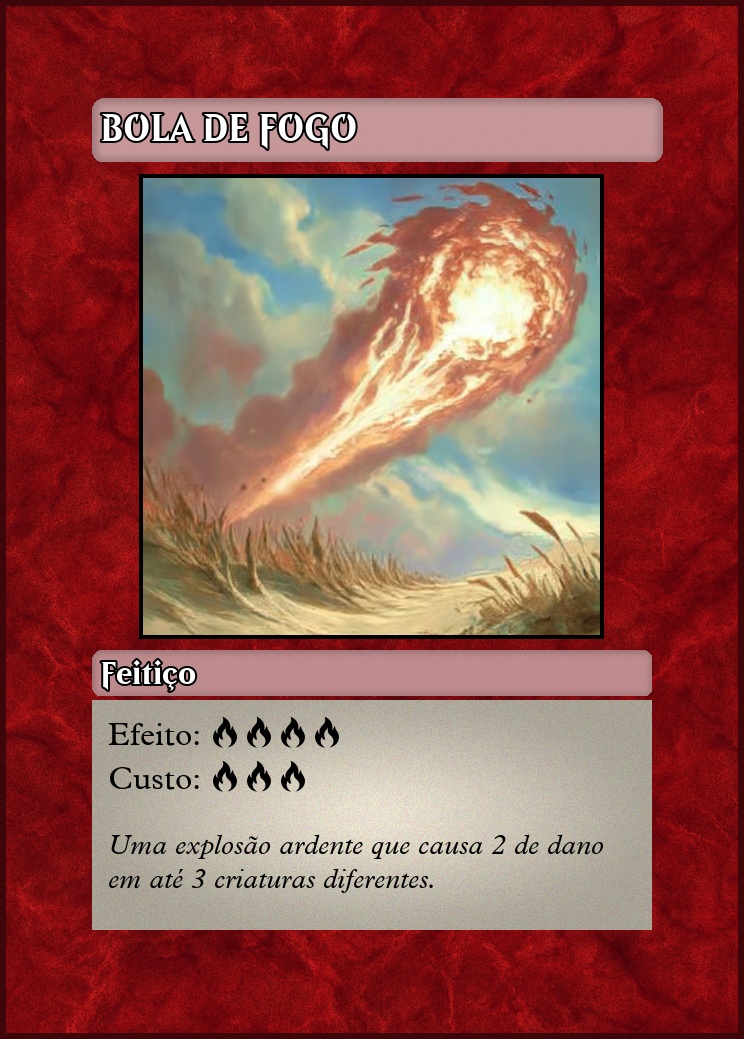 BOLA DE FOGO
Feitiço
Efeito:
Custo:
Uma explosão ardente que causa 2 de dano
em até 3 criaturas diferentes.